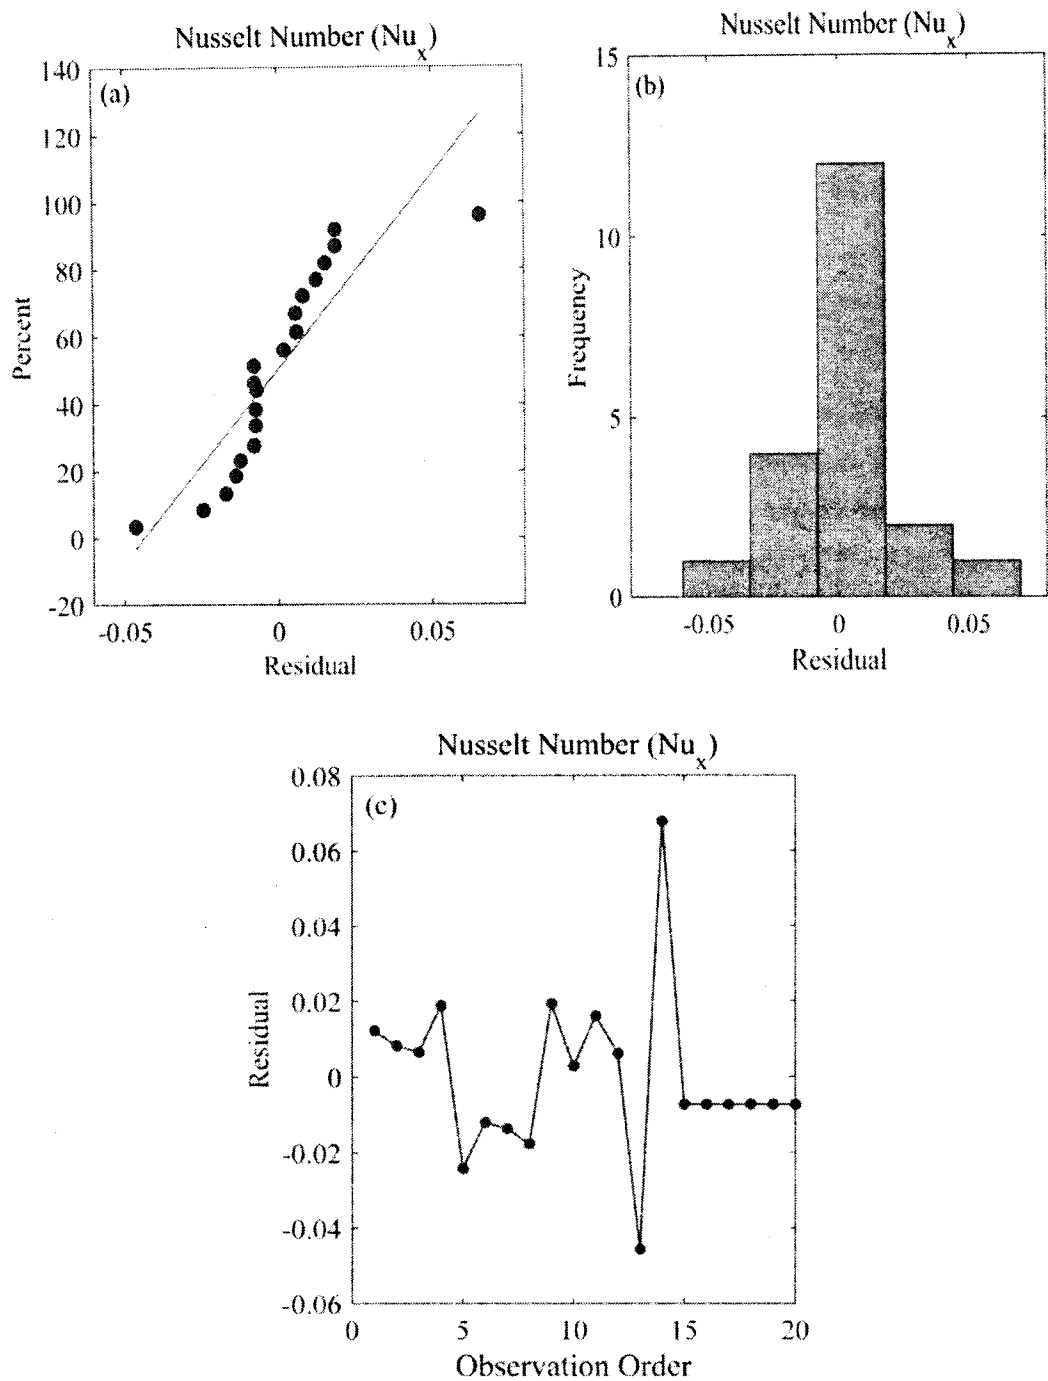 Nusselt Number (Nu_x)
(a)
140
120
100
80
60
40
20
0
-20
Percent
-0.05 0 0.05
Residual
Nusselt Number (Nu_x)
(b)
15
10
5
0
Frequency
-0.05 0 0.05
Residual
Nusselt Number (Nu_x)
(c)
0.08
0.06
0.04
0.02
0
-0.02
-0.04
-0.06
Residual
0 5 10 15 20
Observation Order